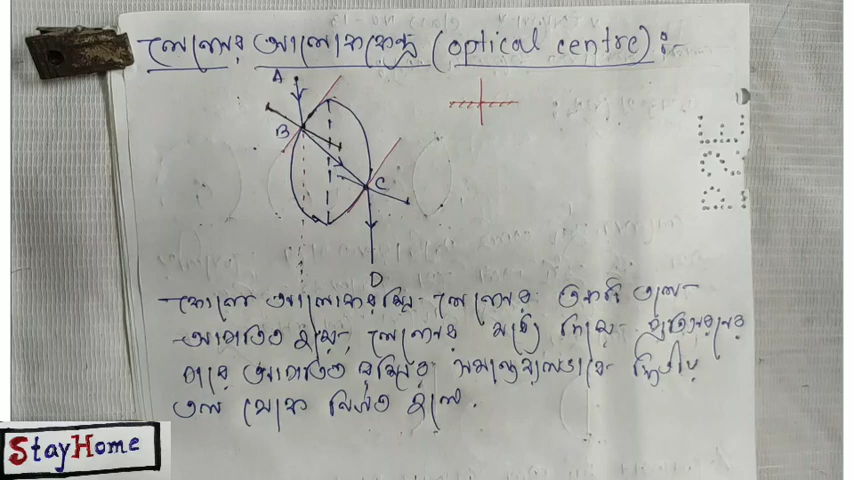 লেন্সের আলোককেন্দ্র (optical centre) :-
A
B
C
D
কোনো আলোকরশ্মি লেন্সের একটি তলে
আপতিত হয়ে, লেন্সের মধ্যে দিয়ে প্রতিসরণের
পরে আপতিত রশ্মির সমান্তরালভাবে দ্বিতীয়
তল থেকে নির্গত হলে
StayHome